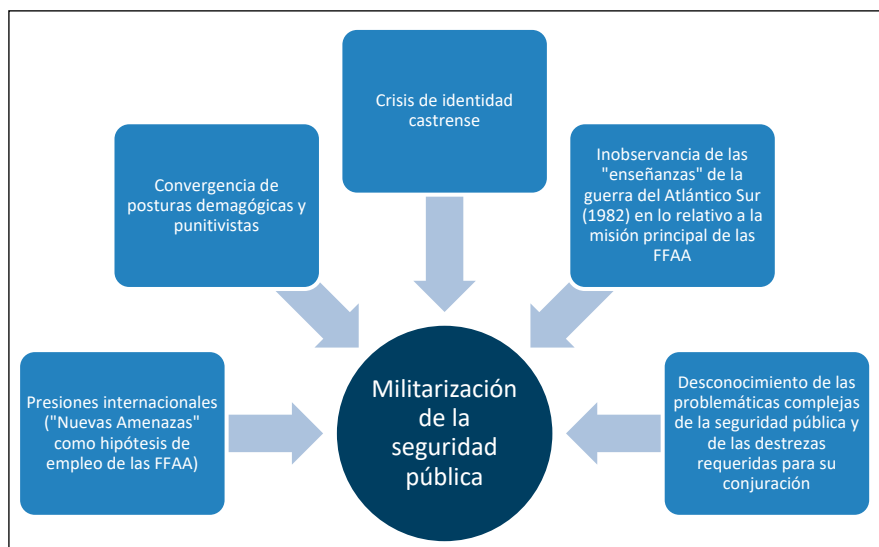 Crisis de identidad
castrense
Convergencia de
posturas demagógicas y
punitivistas
Inobservancia de las
"enseñanzas" de la
guerra del Atlántico Sur
(1982) en lo relativo a la
misión principal de las
FFAA
Presiones internacionales
("Nuevas Amenazas"
como hipótesis de
empleo de las FFAA)
Militarización
de la
seguridad
pública
Desconocimiento de las
problemáticas complejas
de la seguridad pública y
de las destrezas
requeridas para su
conjuración